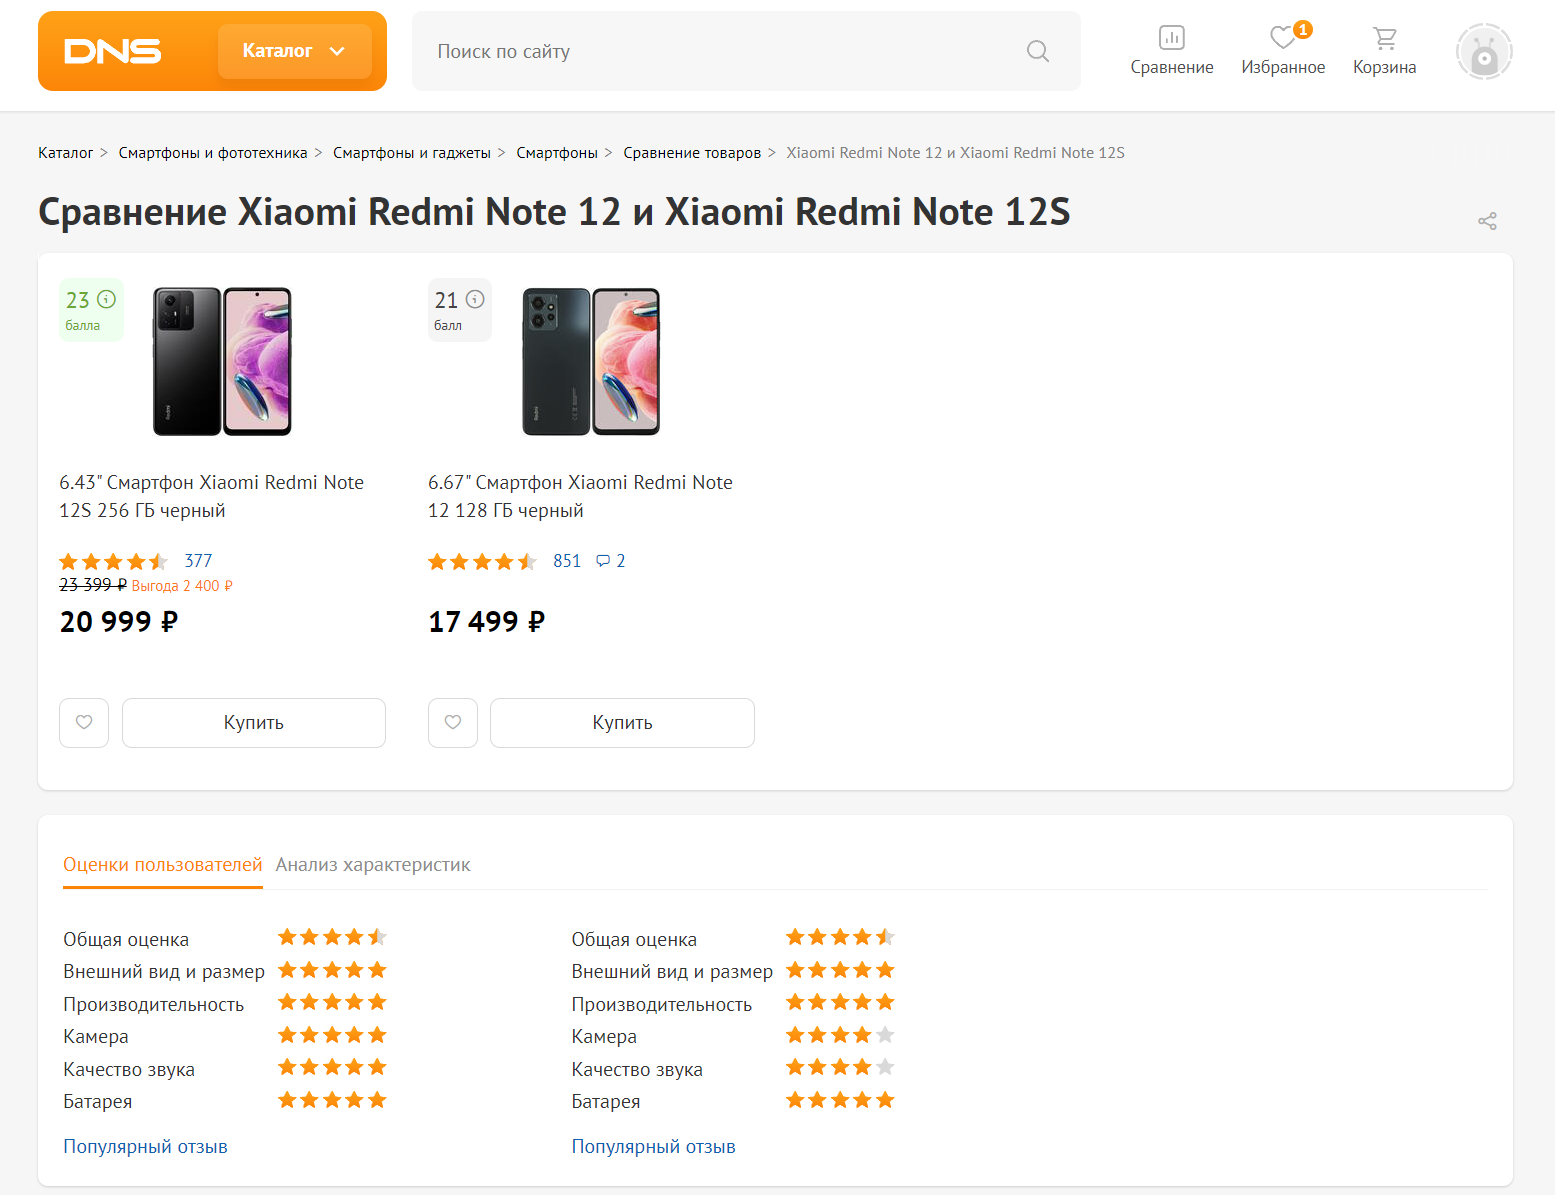 DNS
Каталог
Поиск по сайту
Сравнение
1
Избранное
Корзина
Каталог > Смартфоны и фототехника > Смартфоны и гаджеты > Смартфоны > Сравнение товаров > Xiaomi Redmi Note 12 и Xiaomi Redmi Note 12S
Сравнение Xiaomi Redmi Note 12 и Xiaomi Redmi Note 12S
23
балла
6.43" Смартфон Xiaomi Redmi Note
12S 256 ГБ черный
377
23 399 ₽ Выгода 2 400 ₽
20 999 ₽
Купить
21
балл
6.67" Смартфон Xiaomi Redmi Note
12 128 ГБ черный
851 2
17 499 ₽
Купить
Оценки пользователей Анализ характеристик
Общая оценка
Внешний вид и размер
Производительность
Камера
Качество звука
Батарея
Популярный отзыв
Общая оценка
Внешний вид и размер
Производительность
Камера
Качество звука
Батарея
Популярный отзыв